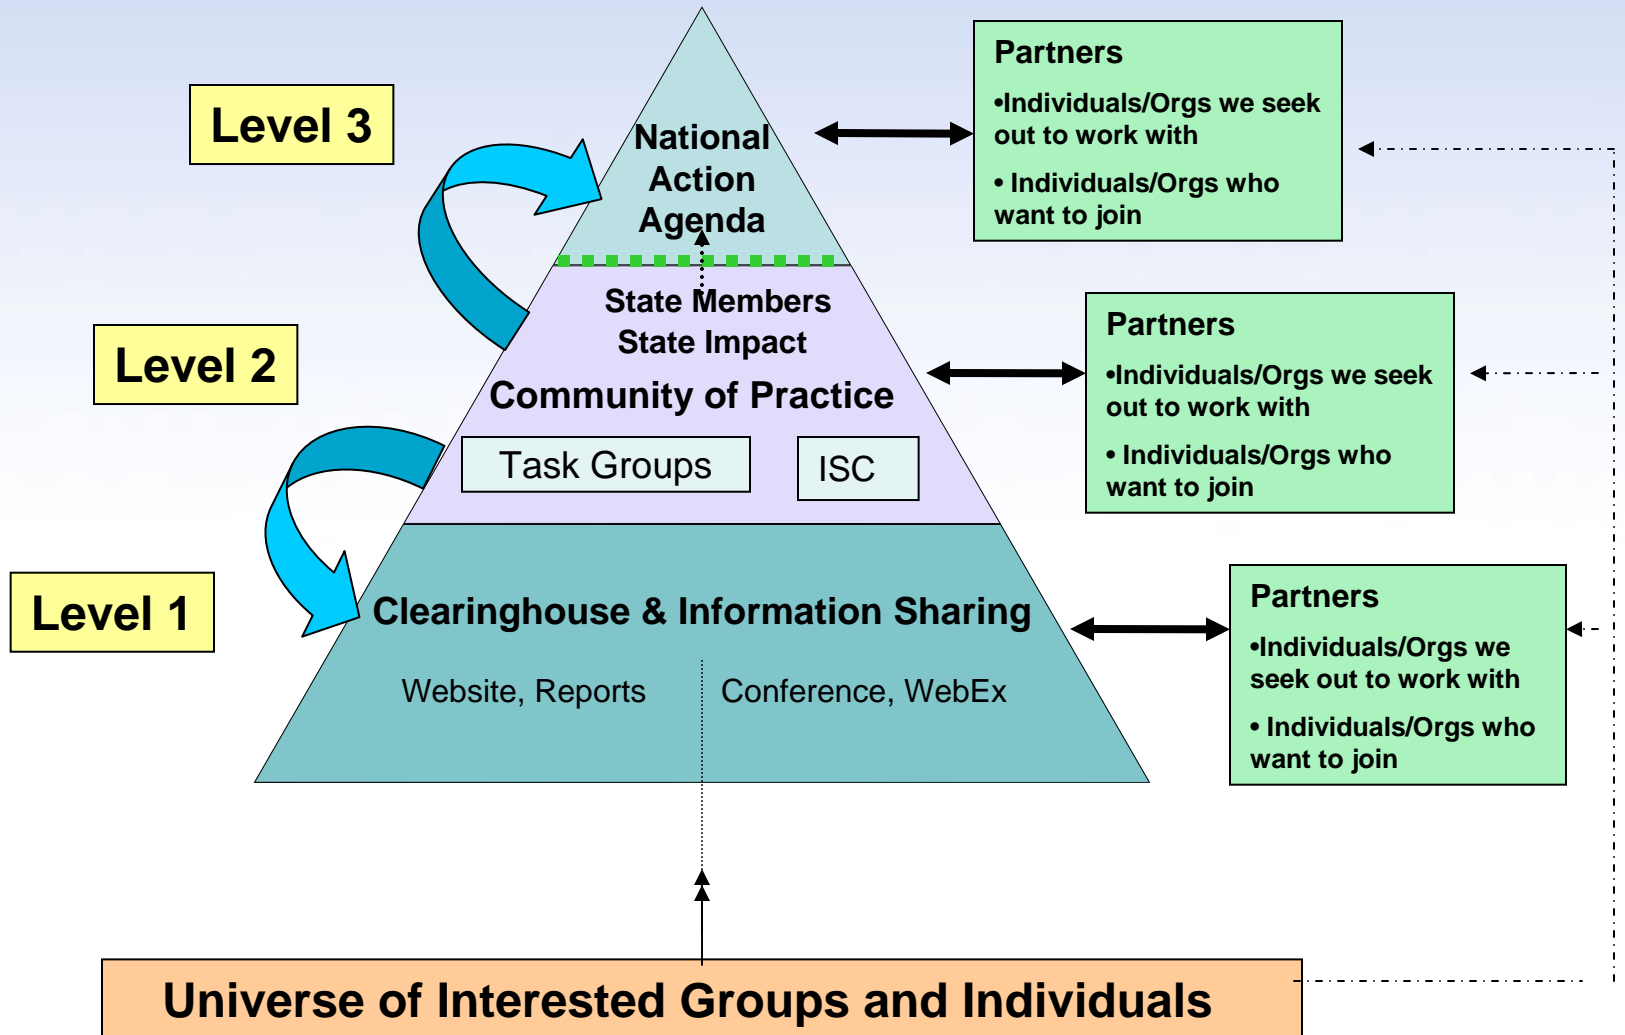 Level 3
National
Action
Agenda
Partners
•Individuals/Orgs we seek
out to work with
• Individuals/Orgs who
want to join
Level 2
State Members
State Impact
Community of Practice
Task Groups
ISC
Partners
•Individuals/Orgs we seek
out to work with
• Individuals/Orgs who
want to join
Level 1
Clearinghouse & Information Sharing
Website, Reports
Conference, WebEx
Partners
•Individuals/Orgs we
seek out to work with
• Individuals/Orgs who
want to join
Universe of Interested Groups and Individuals